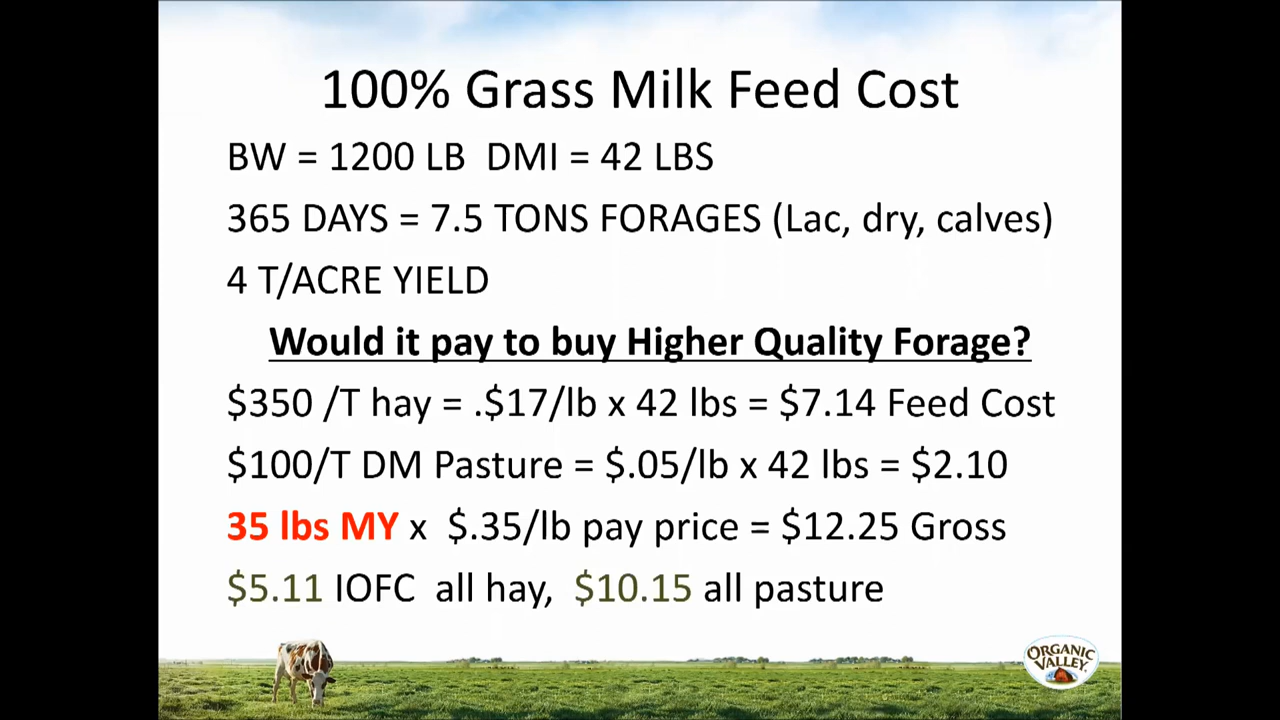 100% Grass Milk Feed Cost
BW = 1200 LB  DMI = 42 LBS
365 DAYS = 7.5 TONS FORAGES (Lac, dry, calves)
4 T/ACRE YIELD
Would it pay to buy Higher Quality Forage?
$350 /T hay = .$17/lb x 42 lbs = $7.14 Feed Cost
$100/T DM Pasture = $.05/lb x 42 lbs = $2.10
35 lbs MY x  $.35/lb pay price = $12.25 Gross
$5.11 IOFC  all hay,  $10.15 all pasture
ORGANIC
VALLEY